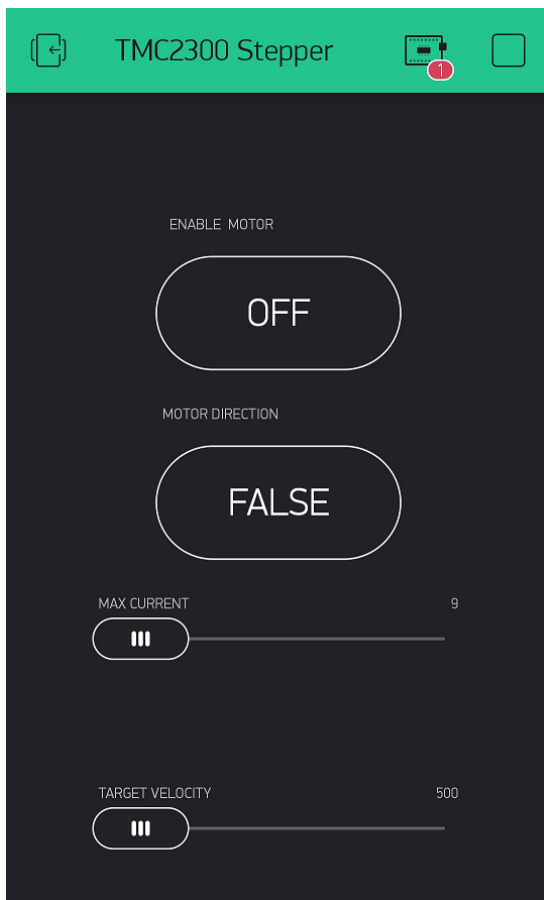 TMC2300 Stepper
1
ENABLE MOTOR
OFF
MOTOR DIRECTION
FALSE
MAX CURRENT 9
TARGET VELOCITY 500